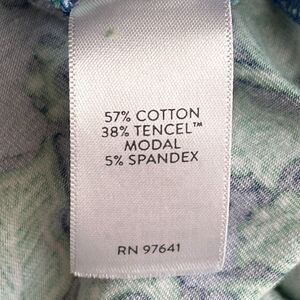 57% COTTON
38% TENCEL™
MODAL
5% SPANDEX
RN 97641